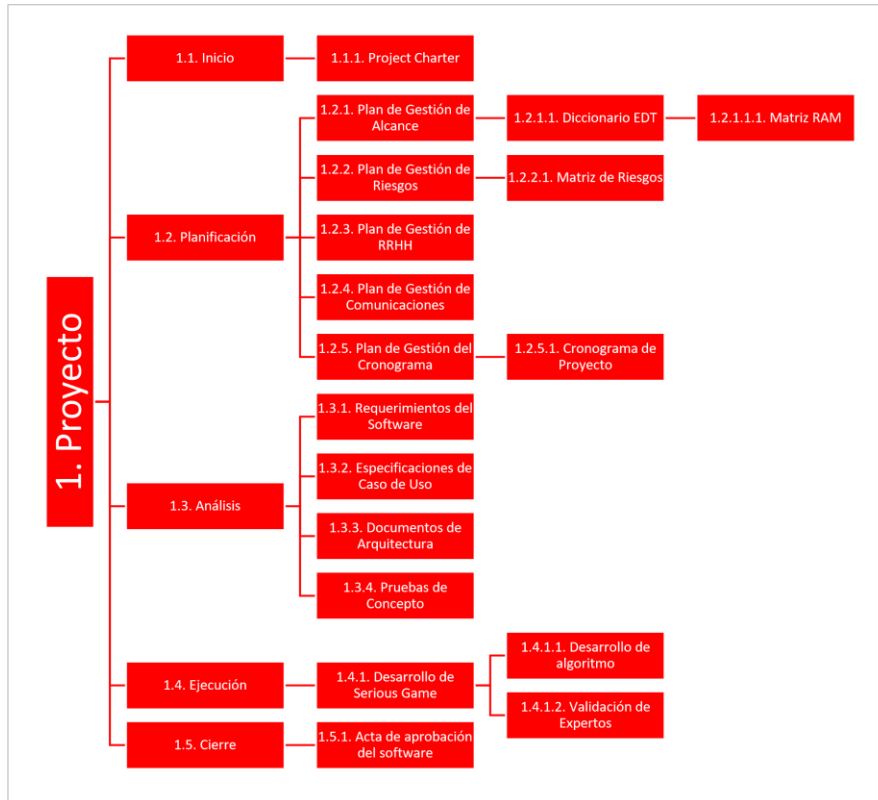 1. Proyecto
1.1. Inicio
1.1.1. Project Charter
1.2. Planificación
1.2.1. Plan de Gestión de
Alcance
1.2.1.1. Diccionario EDT
1.2.1.1.1. Matriz RAM
1.2.2. Plan de Gestión de
Riesgos
1.2.2.1. Matriz de Riesgos
1.2.3. Plan de Gestión de
RRHH
1.2.4. Plan de Gestión de
Comunicaciones
1.2.5. Plan de Gestión del
Cronograma
1.2.5.1. Cronograma de
Proyecto
1.3. Análisis
1.3.1. Requerimientos del
Software
1.3.2. Especificaciones de
Caso de Uso
1.3.3. Documentos de
Arquitectura
1.3.4. Pruebas de
Concepto
1.4. Ejecución
1.4.1. Desarrollo de
Serious Game
1.4.1.1. Desarrollo de
algoritmo
1.4.1.2. Validación de
Expertos
1.5. Cierre
1.5.1. Acta de aprobación
del software